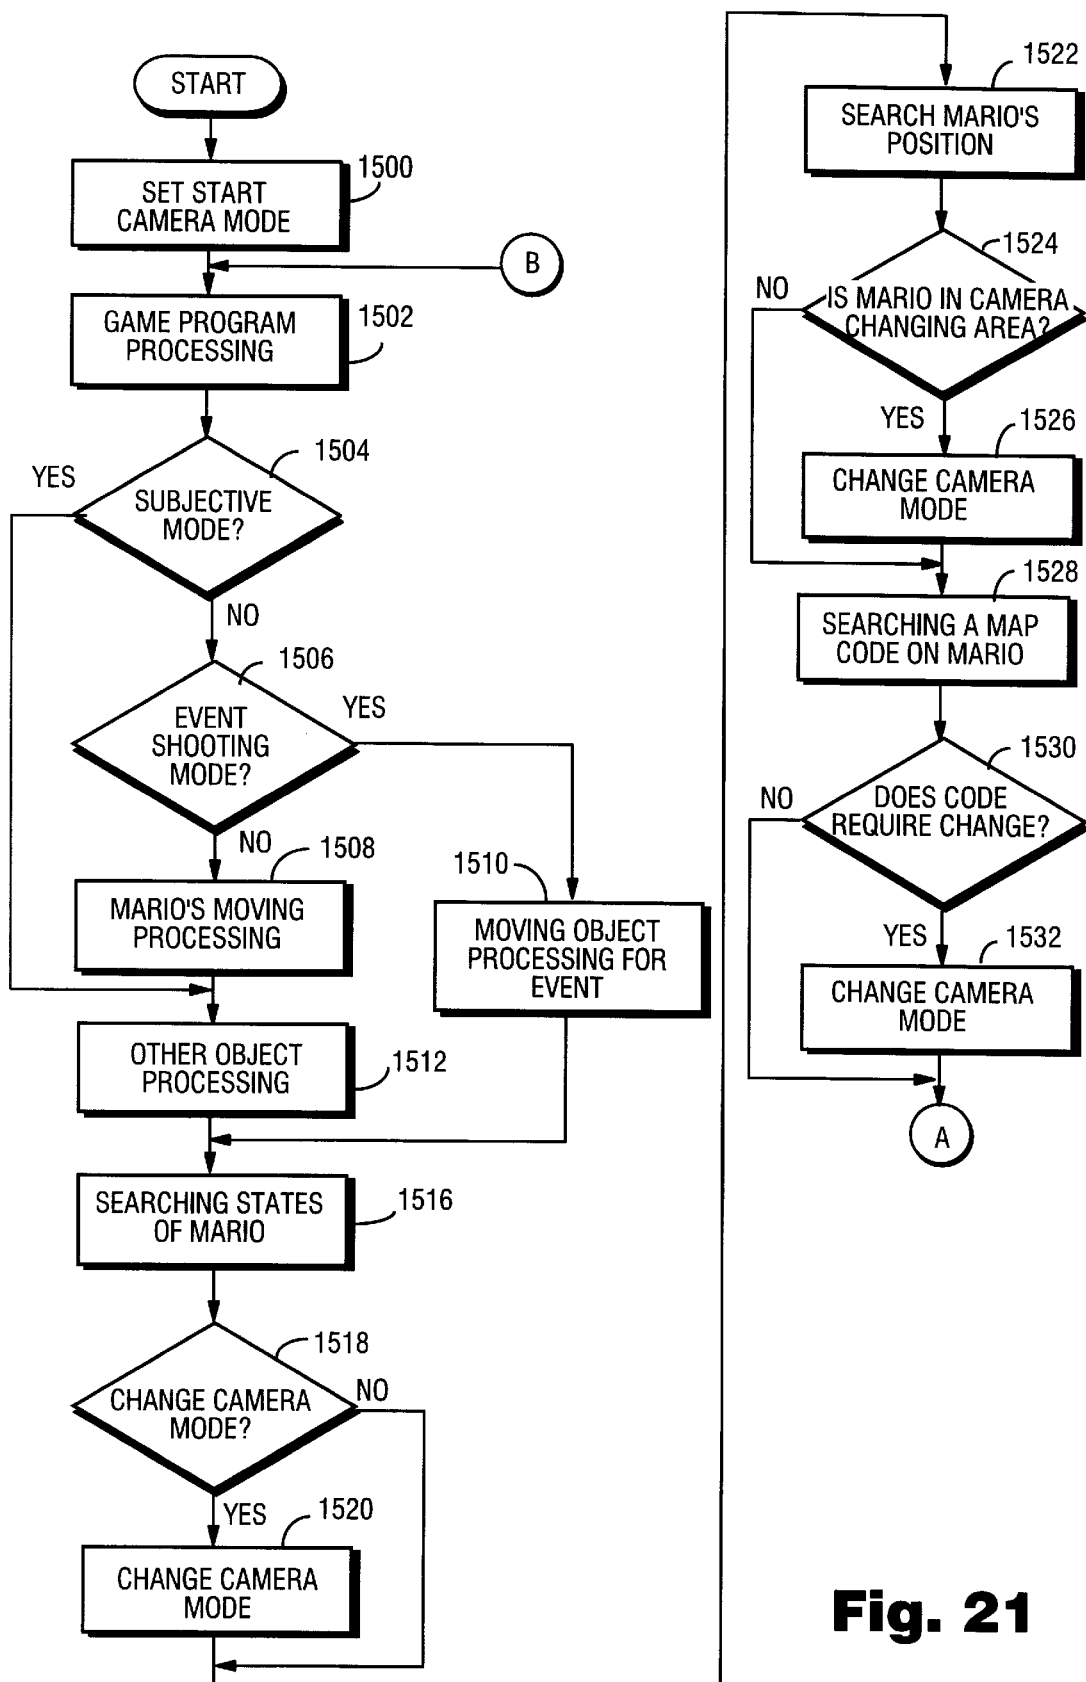 START
1500
SET START
CAMERA MODE
B
GAME PROGRAM
PROCESSING
1502
1504
YES
SUBJECTIVE
MODE?
NO
1506
YES
EVENT
SHOOTING
MODE?
NO
1508
MARIO'S MOVING
PROCESSING
1510
MOVING OBJECT
PROCESSING FOR
EVENT
OTHER OBJECT
PROCESSING
1512
SEARCHING STATES
OF MARIO
1516
1518
CHANGE CAMERA
MODE?
NO
YES
1520
CHANGE CAMERA
MODE
1522
SEARCH MARIO'S
POSITION
1524
NO
IS MARIO IN CAMERA
CHANGING AREA?
YES
1526
CHANGE CAMERA
MODE
1528
SEARCHING A MAP
CODE ON MARIO
1530
NO
DOES CODE
REQUIRE CHANGE?
YES
1532
CHANGE CAMERA
MODE
A
Fig. 21